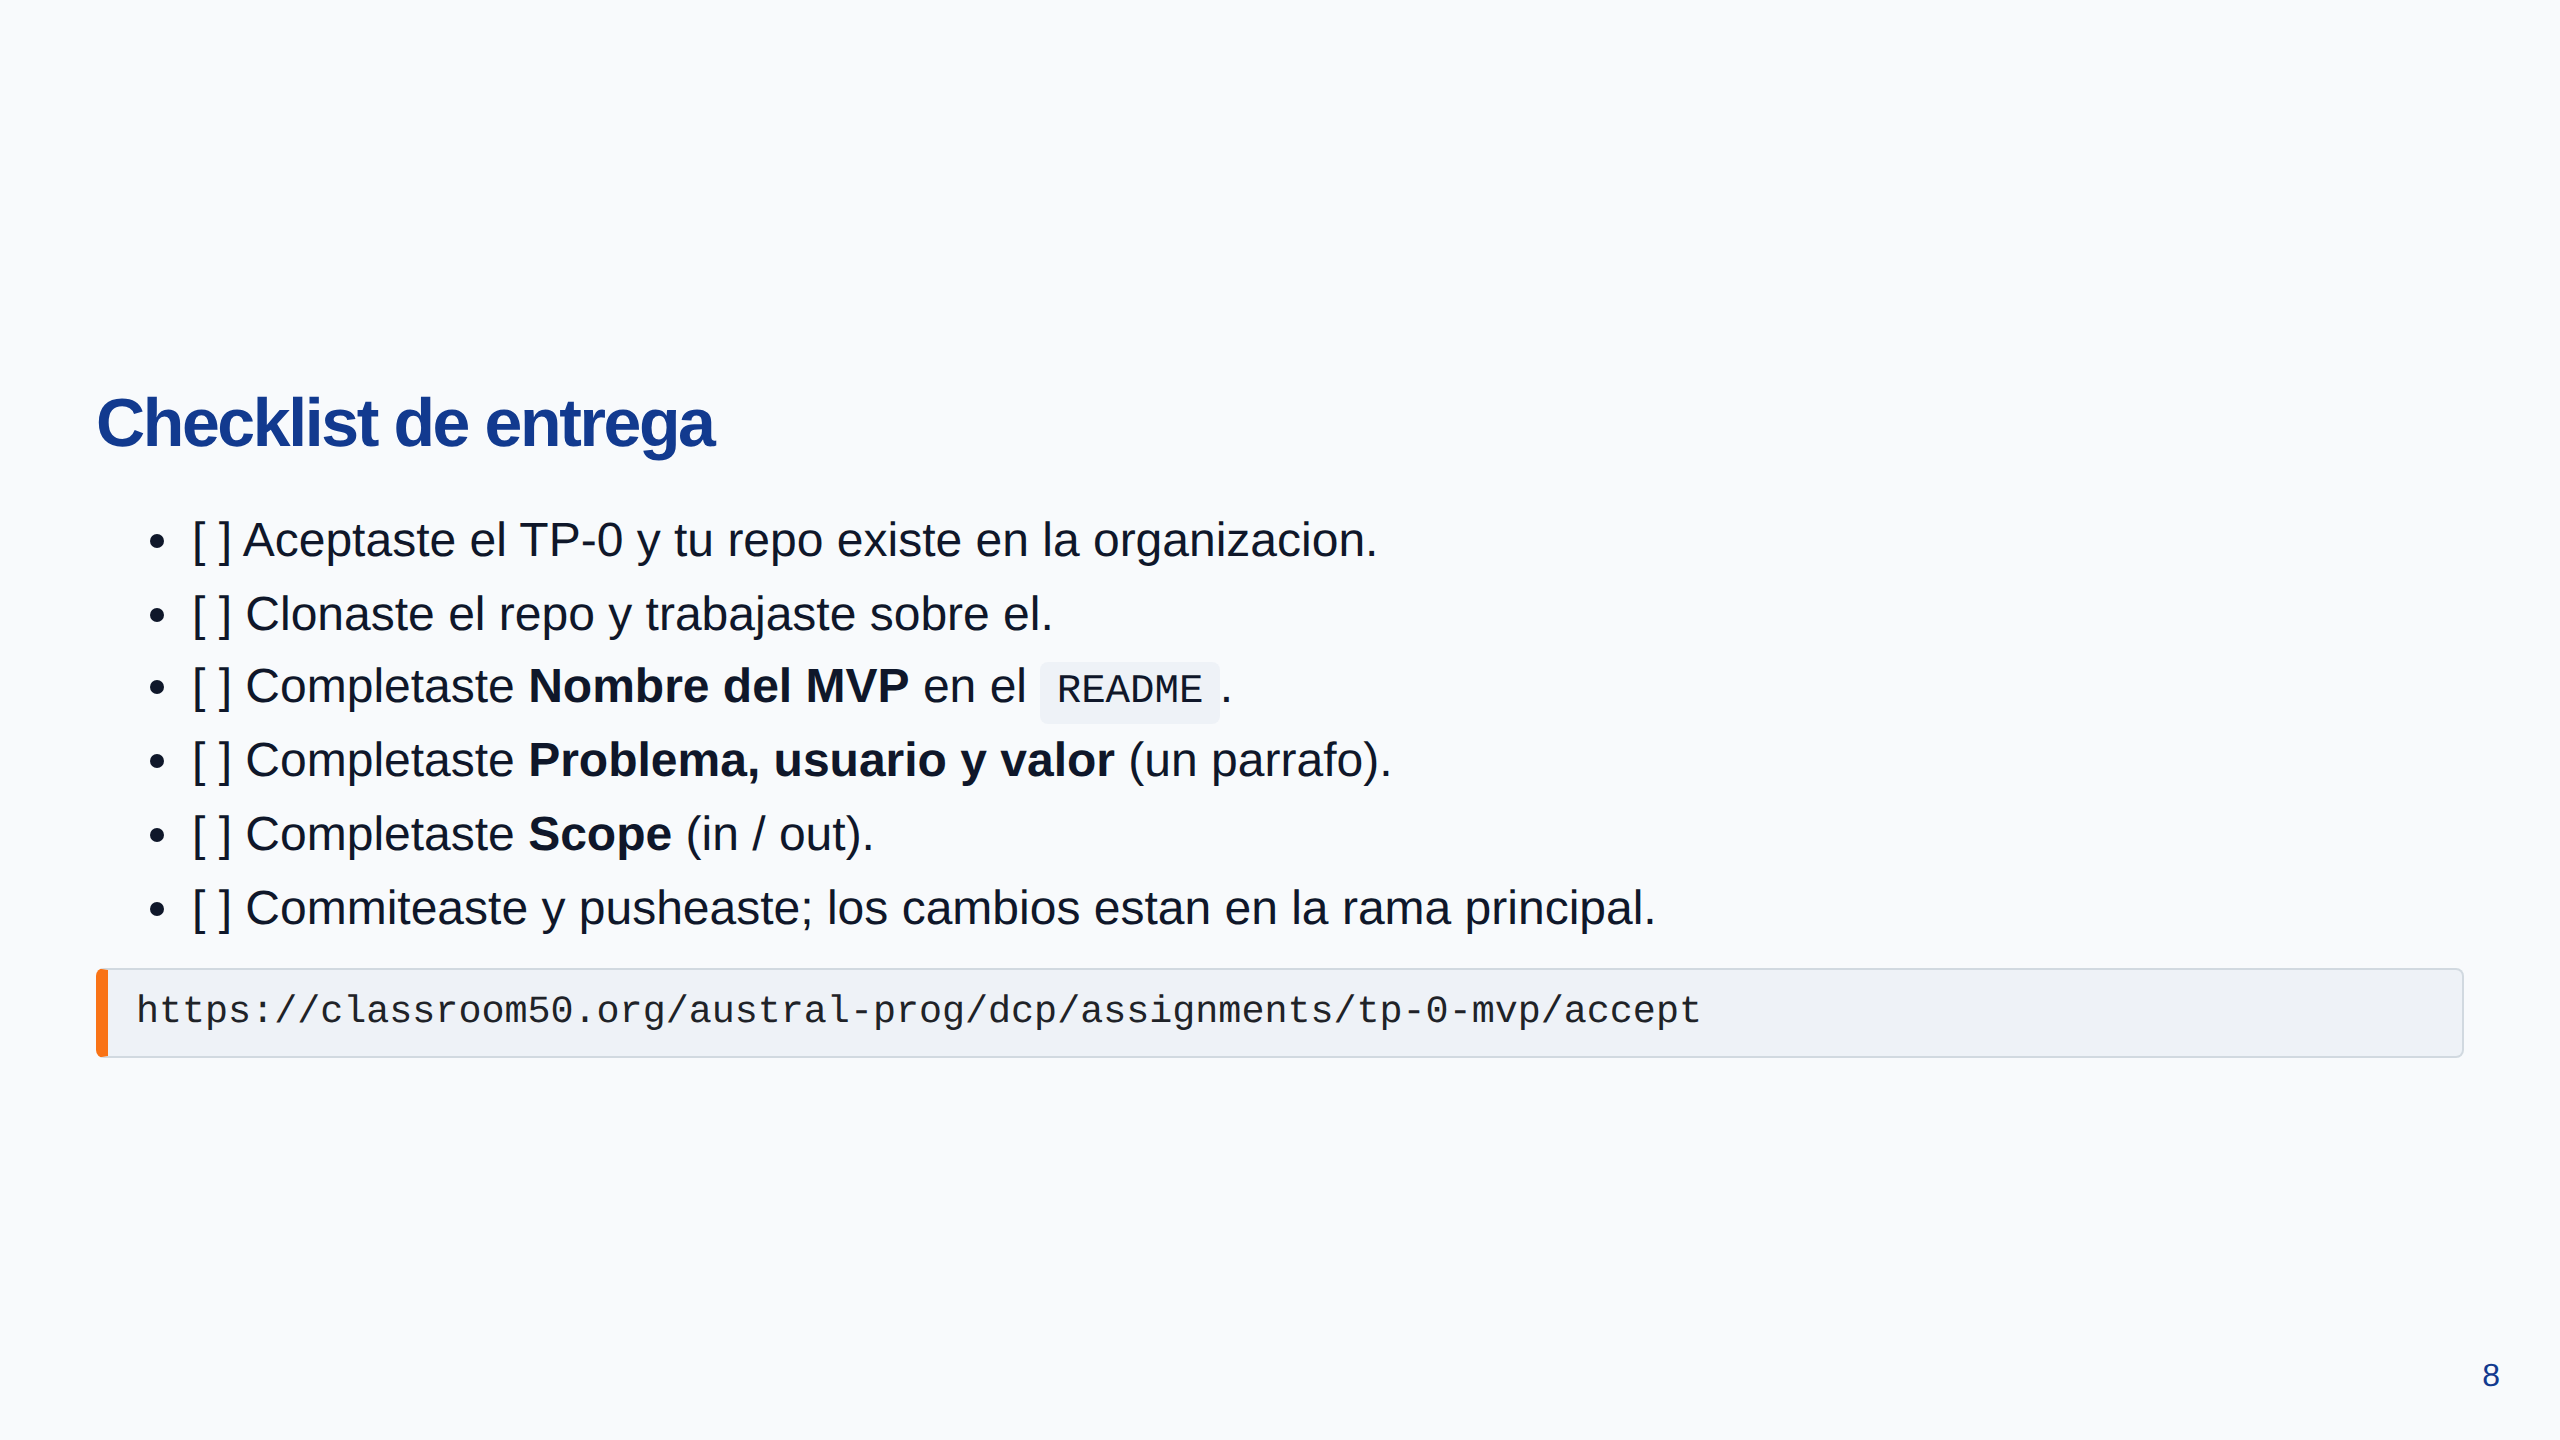 Checklist de entrega
• [ ] Aceptaste el TP-0 y tu repo existe en la organizacion.
• [ ] Clonaste el repo y trabajaste sobre el.
• [ ] Completaste Nombre del MVP en el README.
• [ ] Completaste Problema, usuario y valor (un parrafo).
• [ ] Completaste Scope (in / out).
• [ ] Commiteaste y pusheaste; los cambios estan en la rama principal.
https://classroom50.org/austral-prog/dcp/assignments/tp-0-mvp/accept
8